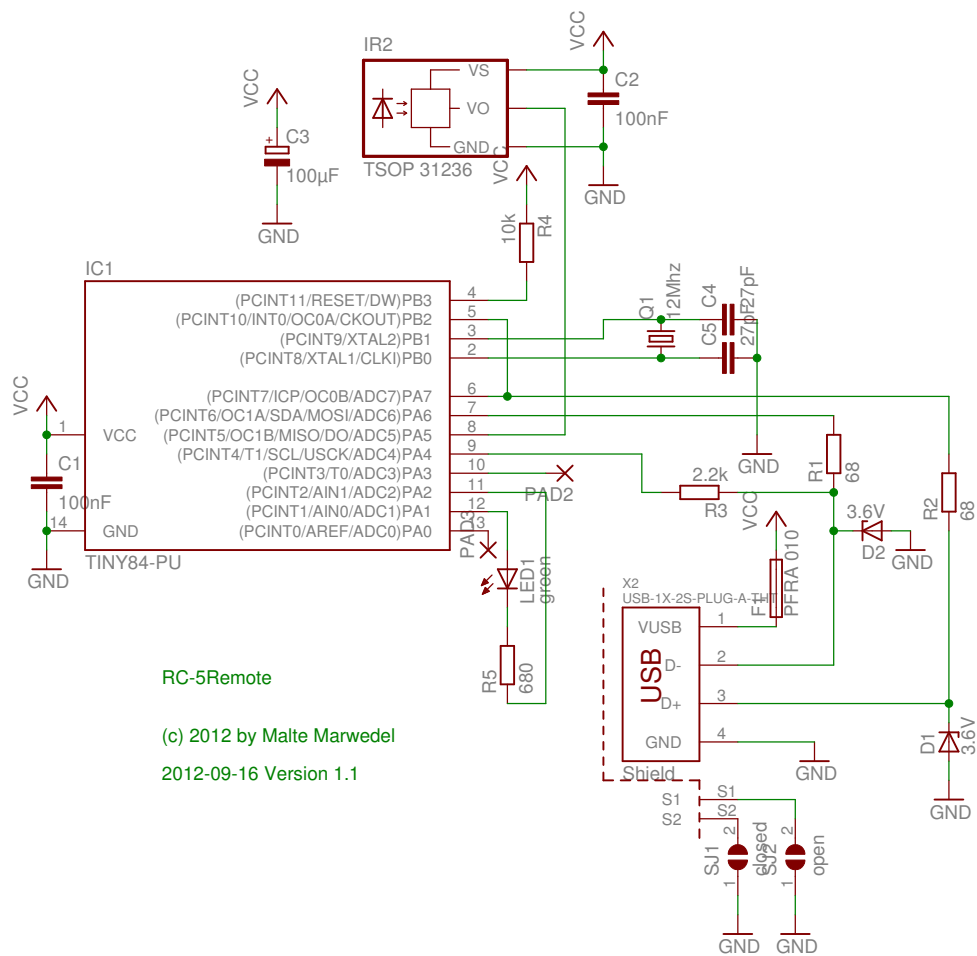 IR2
VCC
VS
VO
GND
TSOP 31236
C2
100nF
GND
VCC
C3
+
100µF
GND
VCC
10k
R4
IC1
(PCINT11/RESET/DW)PB3 4
(PCINT10/INT0/OC0A/CKOUT)PB2 5
(PCINT9/XTAL2)PB1 3
(PCINT8/XTAL1/CLKI)PB0 2
(PCINT7/ICP/OC0B/ADC7)PA7 6
(PCINT6/OC1A/SDA/MOSI/ADC6)PA6 7
(PCINT5/OC1B/MISO/DO/ADC5)PA5 8
(PCINT4/T1/SCL/USCK/ADC4)PA4 9
(PCINT3/T0/ADC3)PA3 10
(PCINT2/AIN1/ADC2)PA2 11
(PCINT1/AIN0/ADC1)PA1 12
(PCINT0/AREF/ADC0)PA0 13
VCC
1 VCC
C1
100nF
14 GND
GND
TINY84-PU
Q1
12Mhz
C4
27pF
C5
27pF
GND
PAD2
PAD3
LED1
green
R5
680
2.2k
R3
R1
68
R2
68
VCC
3.6V
D2
GND
F1
PFRA 010
X2
USB-1X-2S-PLUG-A-THT
USB
VUSB 1
D- 2
D+ 3
GND 4
Shield
GND
D1
3.6V
GND
S1 S1
S2 S2
2
SJ1
closed
1
GND
2
SJ2
open
1
GND
RC-5Remote
(c) 2012 by Malte Marwedel
2012-09-16 Version 1.1